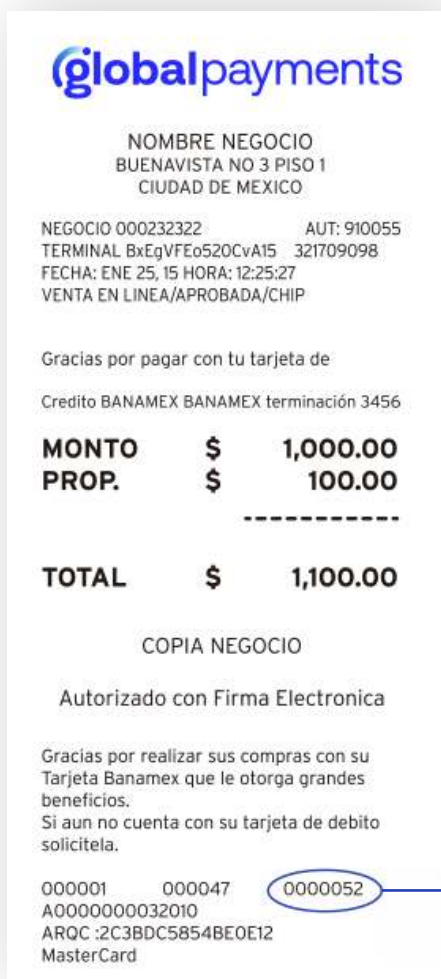 globalpayments
NOMBRE NEGOCIO
BUENAVISTA NO 3 PISO 1
CIUDAD DE MEXICO
NEGOCIO 000232322 AUT: 910055
TERMINAL BxEgVFEo520CvA15 321709098
FECHA: ENE 25, 15 HORA: 12:25:27
VENTA EN LINEA/APROBADA/CHIP
Gracias por pagar con tu tarjeta de
Credito BANAMEX BANAMEX terminación 3456
MONTO $ 1,000.00
PROP. $ 100.00
-----------
TOTAL $ 1,100.00
COPIA NEGOCIO
Autorizado con Firma Electronica
Gracias por realizar sus compras con su
Tarjeta Banamex que le otorga grandes
beneficios.
Si aun no cuenta con su tarjeta de debito
solicitela.
000001 000047 0000052
A0000000032010
ARQC :2C3BDC5854BE0E12
MasterCard